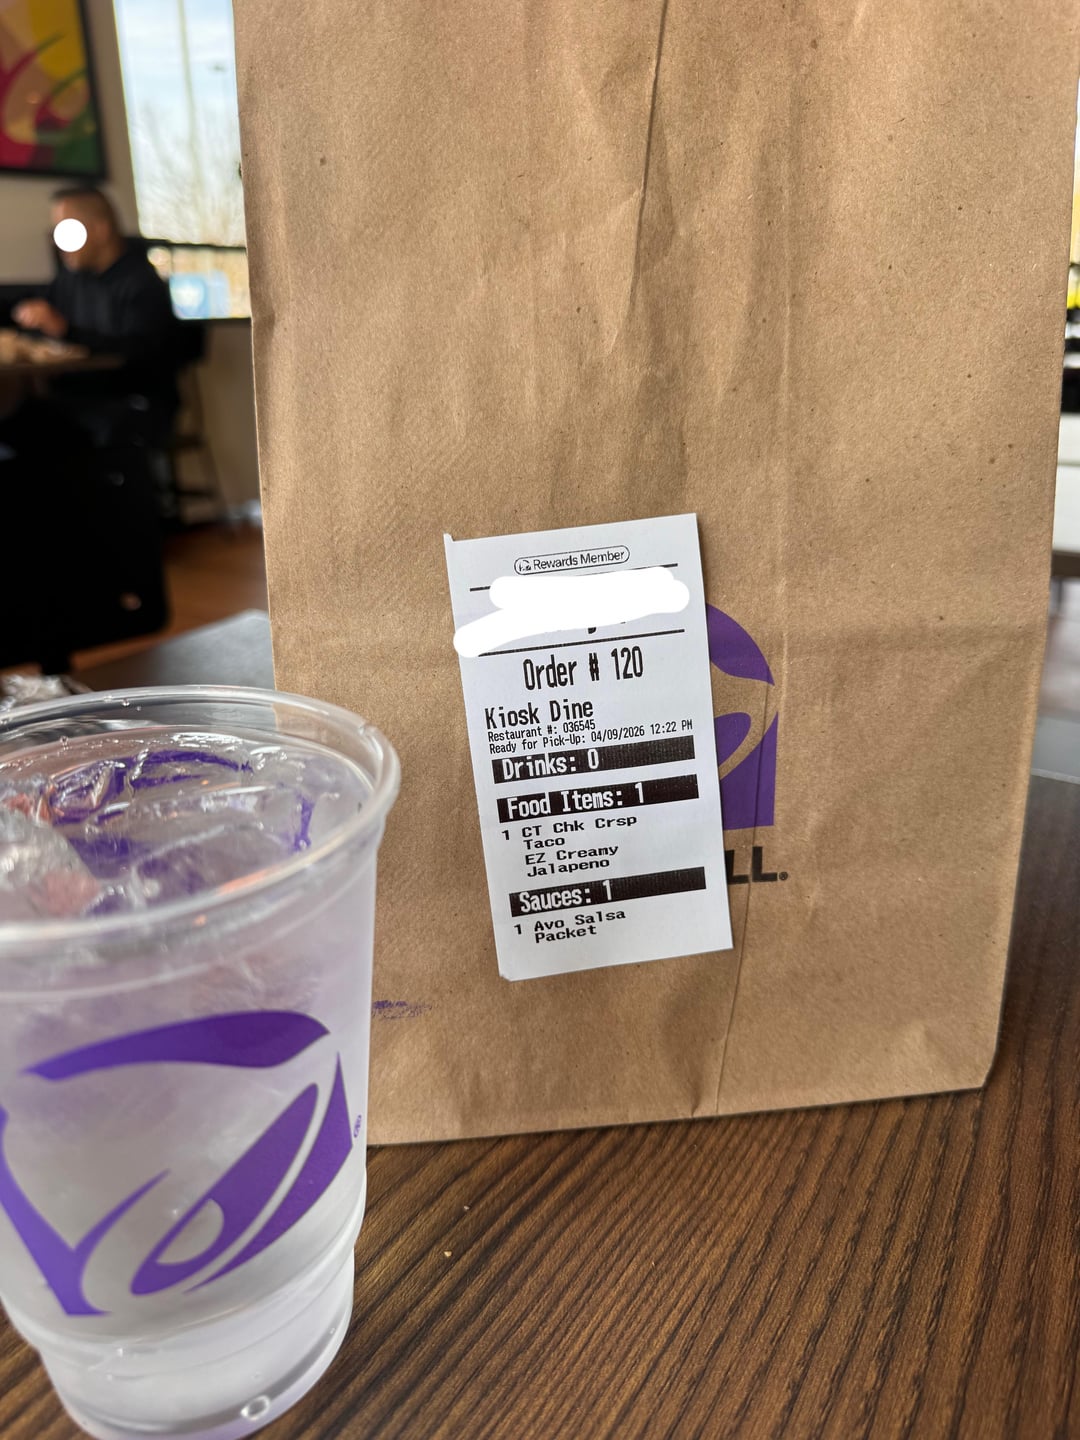 Rewards Member
Order # 120
Kiosk Dine
Restaurant #: 036545
Ready for Pick-Up: 04/09/2026 12:22 PM
Drinks: 0
Food Items: 1
1 CT Chk Crsp
Taco
EZ Creamy
Jalapeno
Sauces: 1
1 Avo Salsa
Packet
LL.
®